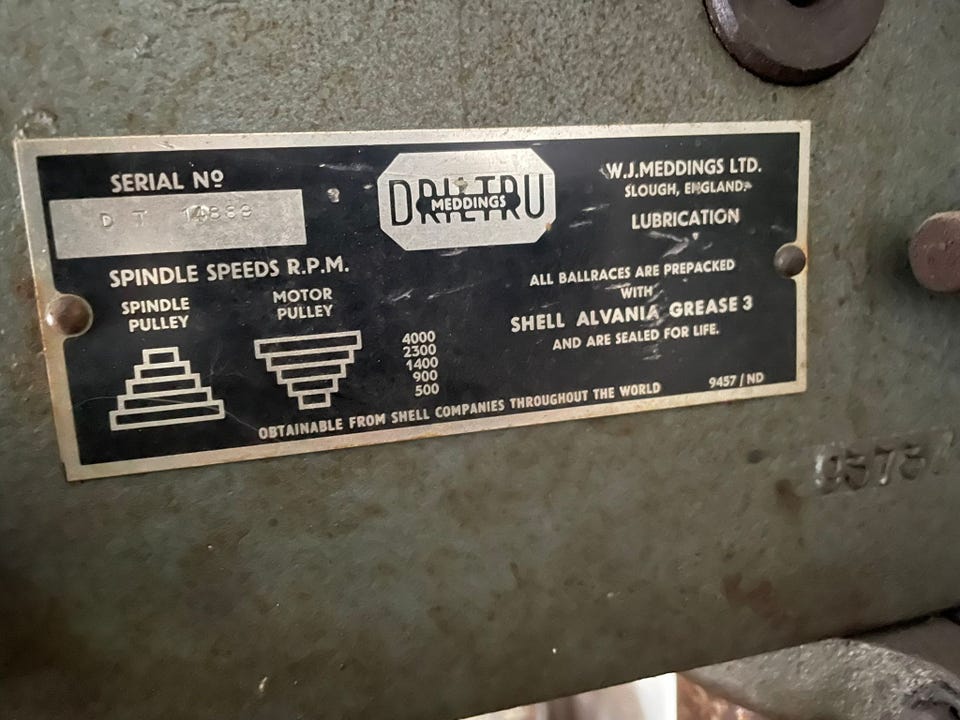 SERIAL Nº
D T
SPINDLE SPEEDS R.P.M.
SPINDLE
PULLEY
MOTOR
PULLEY
4000
2300
1400
900
500
DRILTRU
MEDDINGS
W.J.MEDDINGS LTD.
SLOUGH, ENGLAND.
LUBRICATION
ALL BALLRACES ARE PREPACKED
WITH
SHELL ALVANIA GREASE 3
AND ARE SEALED FOR LIFE.
OBTAINABLE FROM SHELL COMPANIES THROUGHOUT THE WORLD
9457/ND